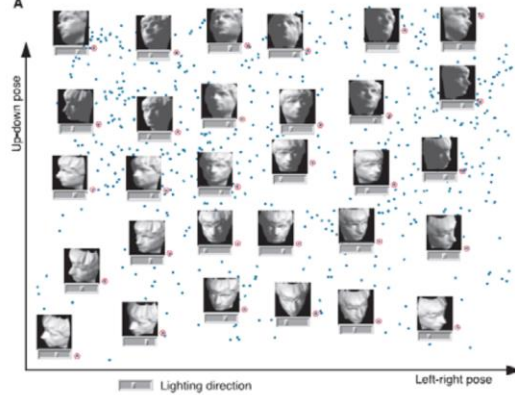 A
Up-down pose
Lighting direction
Left-right pose